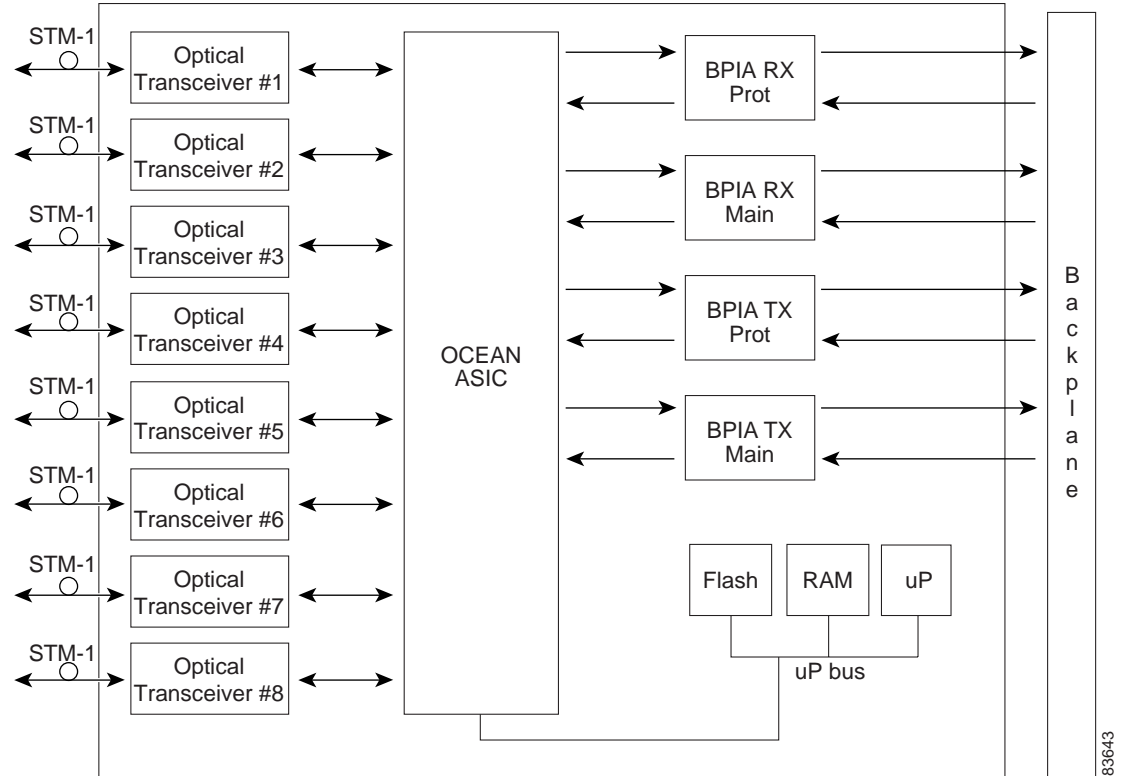 STM-1
Optical
Transceiver #1
STM-1
Optical
Transceiver #2
STM-1
Optical
Transceiver #3
STM-1
Optical
Transceiver #4
STM-1
Optical
Transceiver #5
STM-1
Optical
Transceiver #6
STM-1
Optical
Transceiver #7
STM-1
Optical
Transceiver #8
OCEAN
ASIC
BPIA RX
Prot
BPIA RX
Main
BPIA TX
Prot
BPIA TX
Main
Flash
RAM
uP
uP bus
Backplane
83643